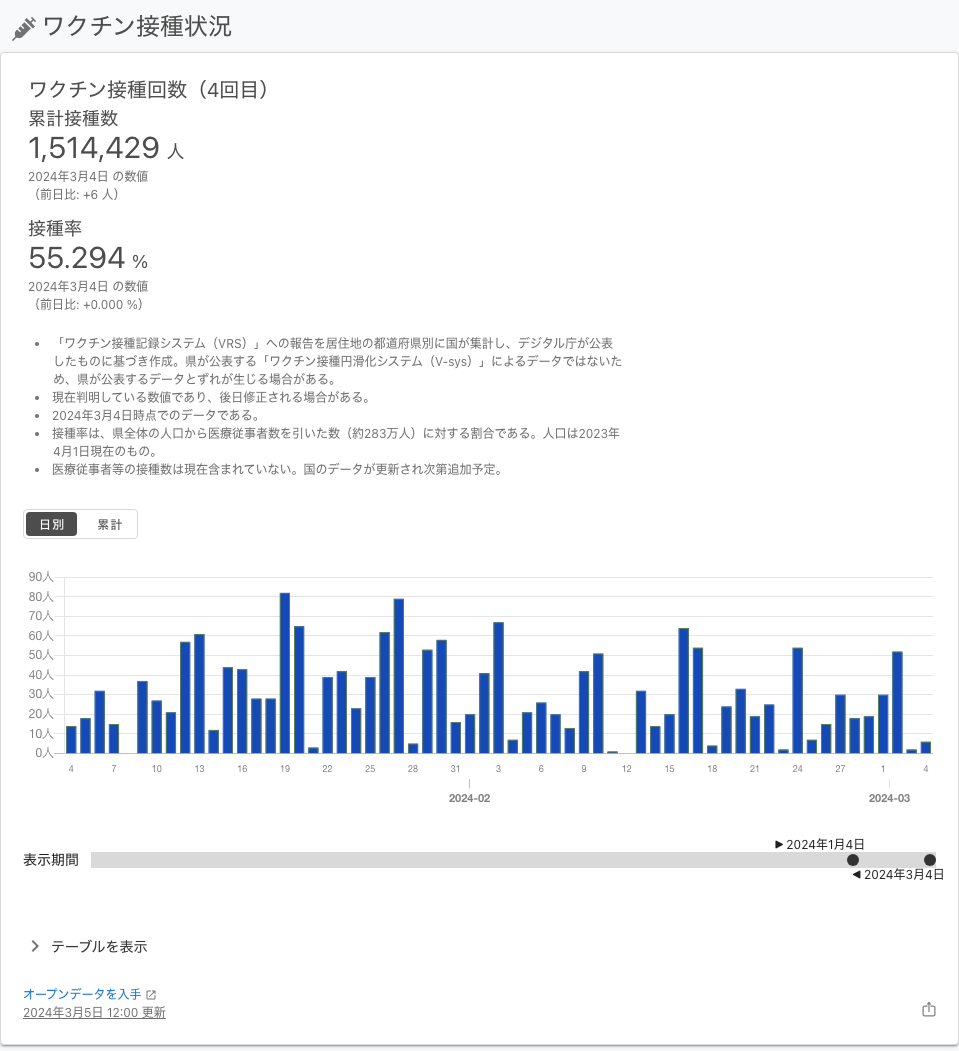 ワクチン接種状況
ワクチン接種回数（4回目）
累計接種数
1,514,429 人
2024年3月4日 の数値
（前日比: +6 人）
接種率
55.294 %
2024年3月4日 の数値
（前日比: +0.000 %）
• 「ワクチン接種記録システム（VRS）」への報告を居住地の都道府県別に国が集計し、デジタル庁が公表
したものに基づき作成。県が公表する「ワクチン接種円滑化システム（V-sys）」によるデータではないた
め、県が公表するデータとずれが生じる場合がある。
• 現在判明している数値であり、後日修正される場合がある。
• 2024年3月4日時点でのデータである。
• 接種率は、県全体の人口から医療従事者数を引いた数（約283万人）に対する割合である。人口は2023年
4月1日現在のもの。
• 医療従事者等の接種数は現在含まれていない。国のデータが更新され次第追加予定。
日別 累計
90人
80人
70人
60人
50人
40人
30人
20人
10人
0人
4 7 10 13 16 19 22 25 28 31 3 6 9 12 15 18 21 24 27 1 4
2024-02 2024-03
▶ 2024年1月4日
表示期間
◀ 2024年3月4日
テーブルを表示
オープンデータを入手
2024年3月5日 12:00 更新